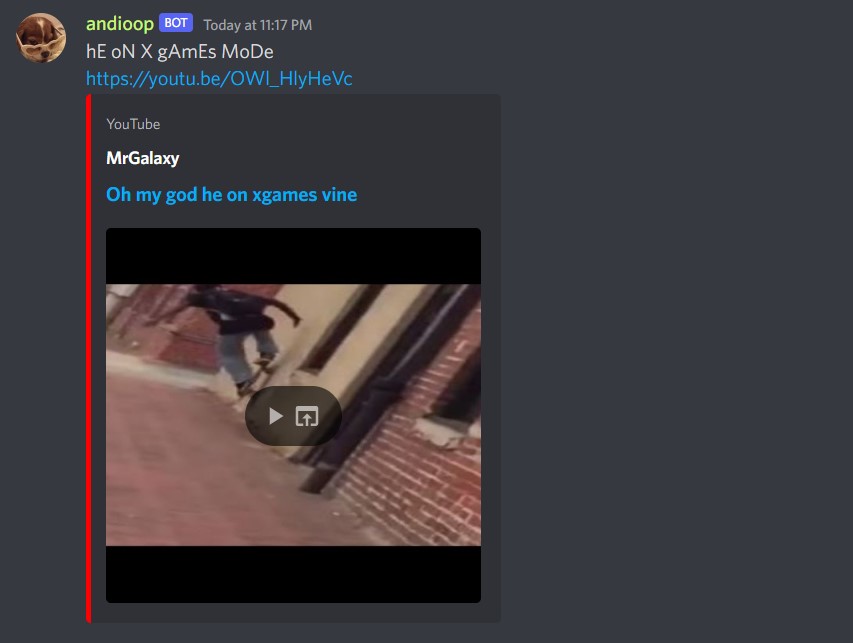 andioop BOT Today at 11:17 PM
hE oN X gAmEs MoDe
https://youtu.be/OWl_HlyHeVc
YouTube
MrGalaxy
Oh my god he on xgames vine